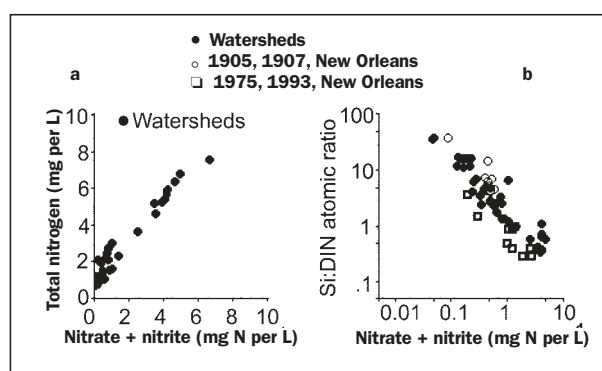 Watersheds
1905, 1907, New Orleans
1975, 1993, New Orleans
a
b
Total nitrogen (mg per L)
10
8
6
4
2
0
Watersheds
0 2 4 6 8 10
Nitrate + nitrite (mg N per L)
Si:DIN atomic ratio
100
10
1
.1
0.01 0.1 1 10
Nitrate + nitrite (mg N per L)